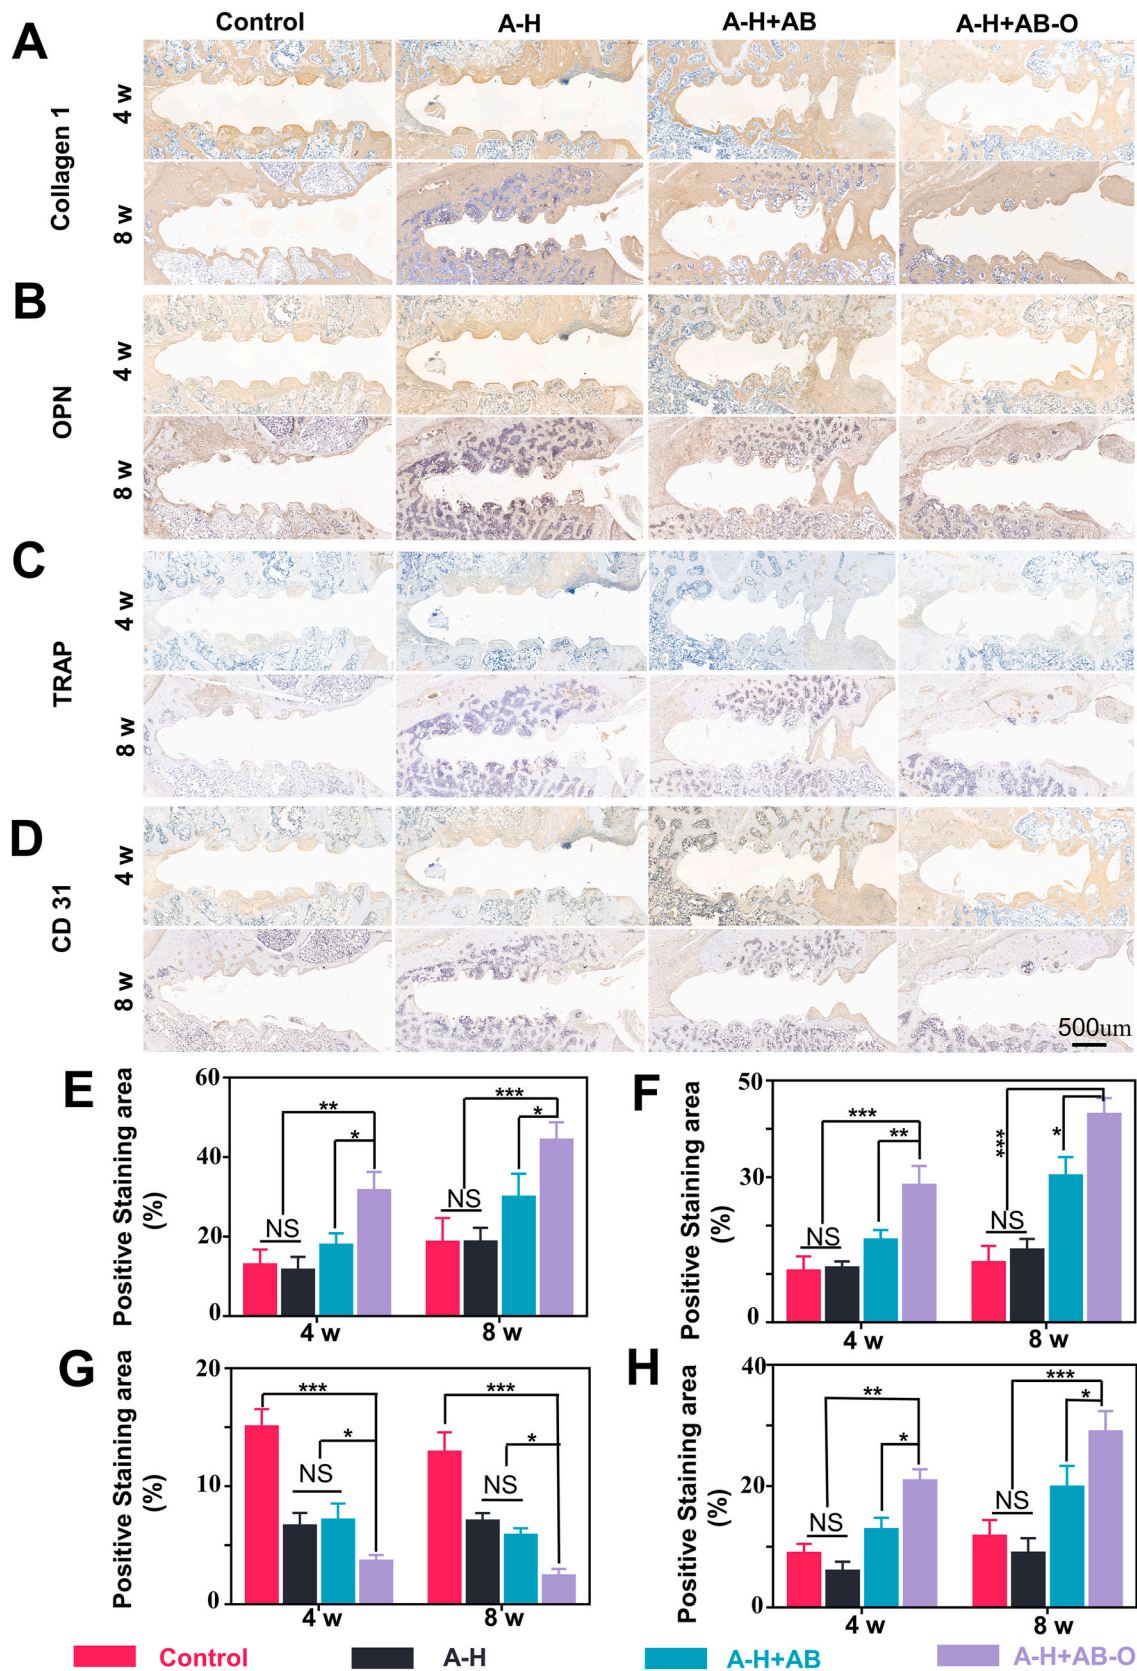 Control A-H A-H+AB A-H+AB-O
A
Collagen 1
4 w
8 w
B
OPN
4 w
8 w
C
TRAP
4 w
8 w
D
CD 31
4 w
8 w
500um
E
Positive Staining area
(%)
60
40
20
0
**
*
NS
***
*
NS
4 w 8 w
F
Positive Staining area
(%)
50
30
10
0
***
**
NS
***
*
NS
4 w 8 w
G
Positive Staining area
(%)
20
10
0
***
*
NS
***
*
NS
4 w 8 w
H
Positive Staining area
(%)
40
20
0
**
*
NS
***
*
NS
4 w 8 w
Control A-H A-H+AB A-H+AB-O